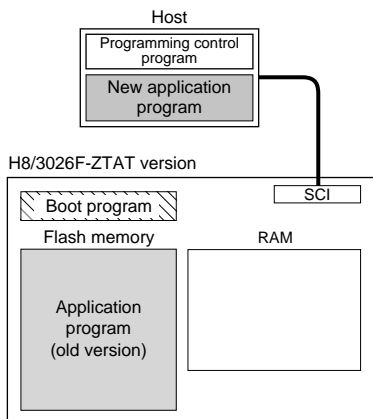 Host
Programming control
program
New application
program
H8/3026F-ZTAT version
SCI
Boot program
Flash memory
RAM
Application
program
(old version)